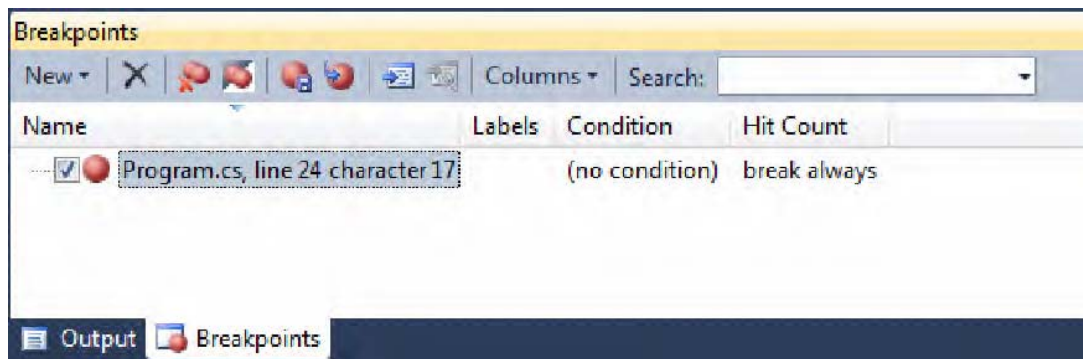 Breakpoints
New Columns Search:
Name Labels Condition Hit Count
Program.cs, line 24 character 17 (no condition) break always
Output Breakpoints